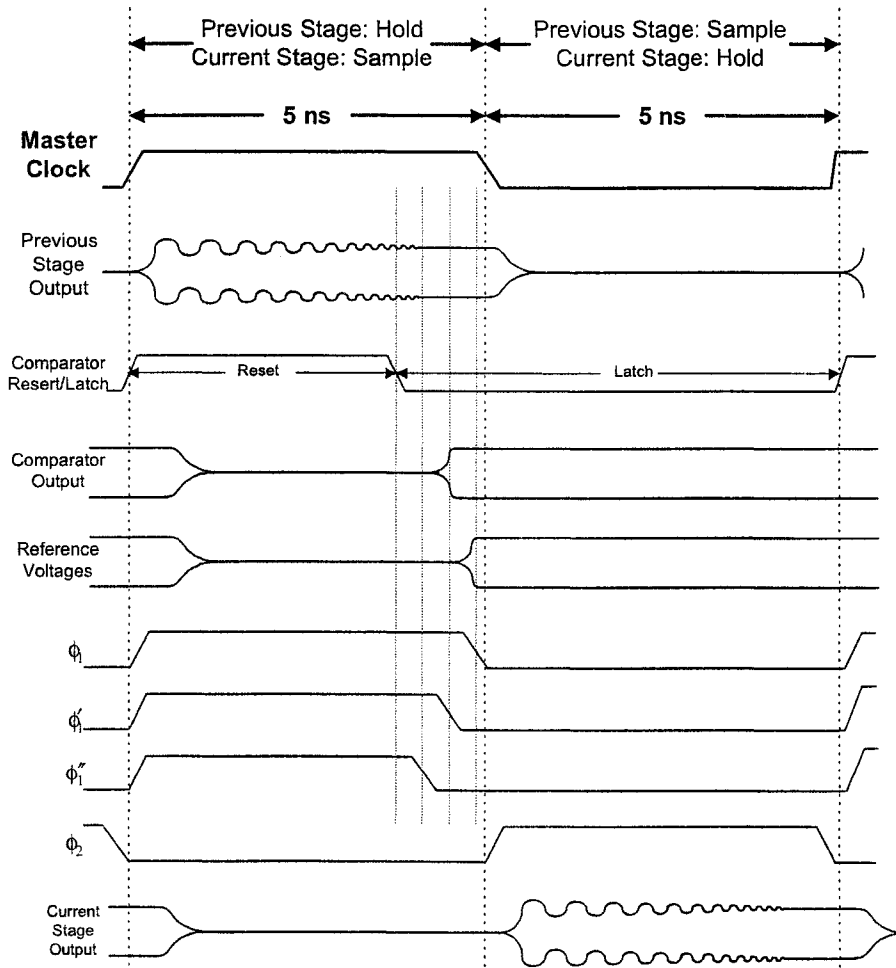 Previous Stage: Hold
Current Stage: Sample
Previous Stage: Sample
Current Stage: Hold
5 ns
5 ns
Master
Clock
Previous
Stage
Output
Comparator
Resert/Latch
Reset
Latch
Comparator
Output
Reference
Voltages
ϕ₁
ϕ₁′
ϕ₁″
ϕ₂
Current
Stage
Output